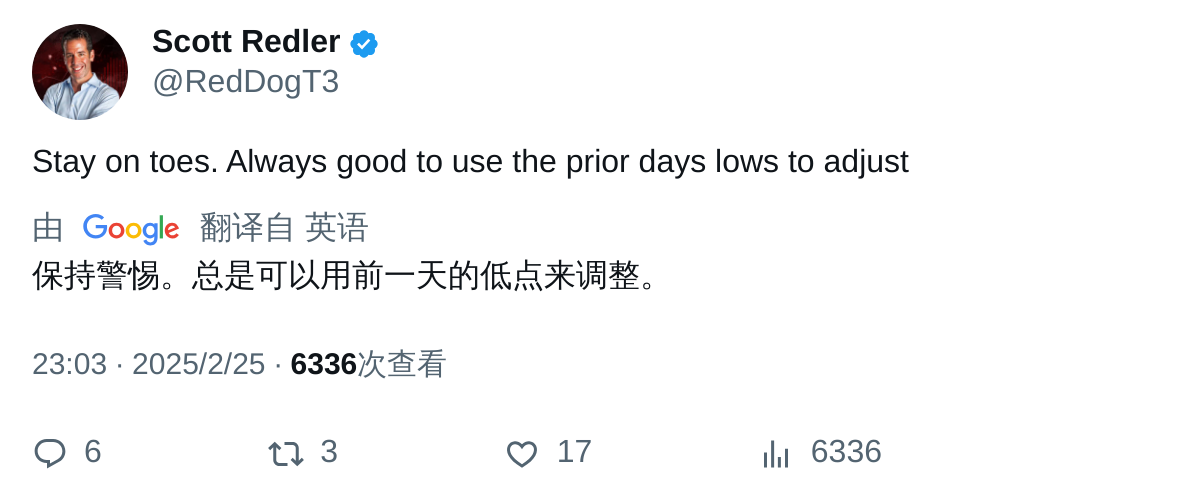 Scott Redler
@RedDogT3
Stay on toes. Always good to use the prior days lows to adjust
由 Google 翻译自 英语
保持警惕。总是可以用前一天的低点来调整。
23:03 · 2025/2/25 · 6336次查看
6 3 17 6336